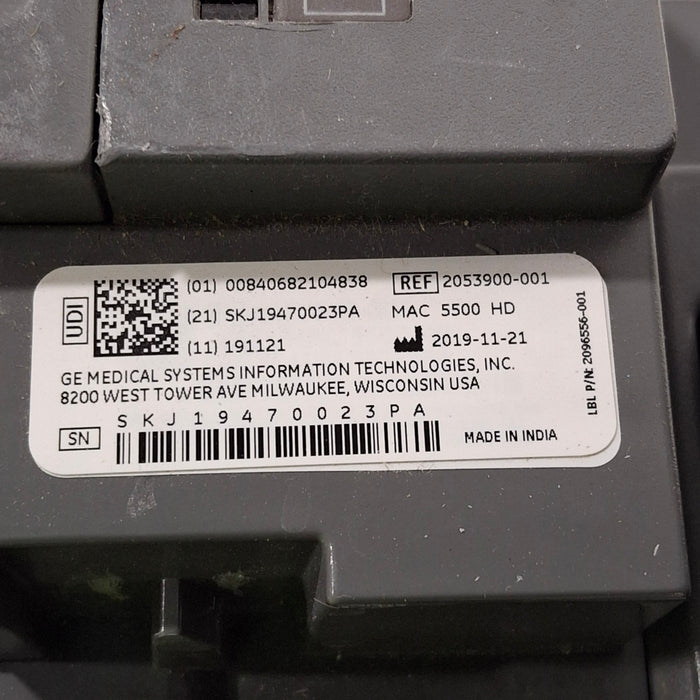 UDI
(01) 00840682104838
(21) SKJ19470023PA
(11) 191121
REF 2053900-001
MAC 5500 HD
2019-11-21
GE MEDICAL SYSTEMS INFORMATION TECHNOLOGIES, INC.
8200 WEST TOWER AVE MILWAUKEE, WISCONSIN USA
SKJ19470023PA
SN
MADE IN INDIA
LBL P/N: 2096556-001